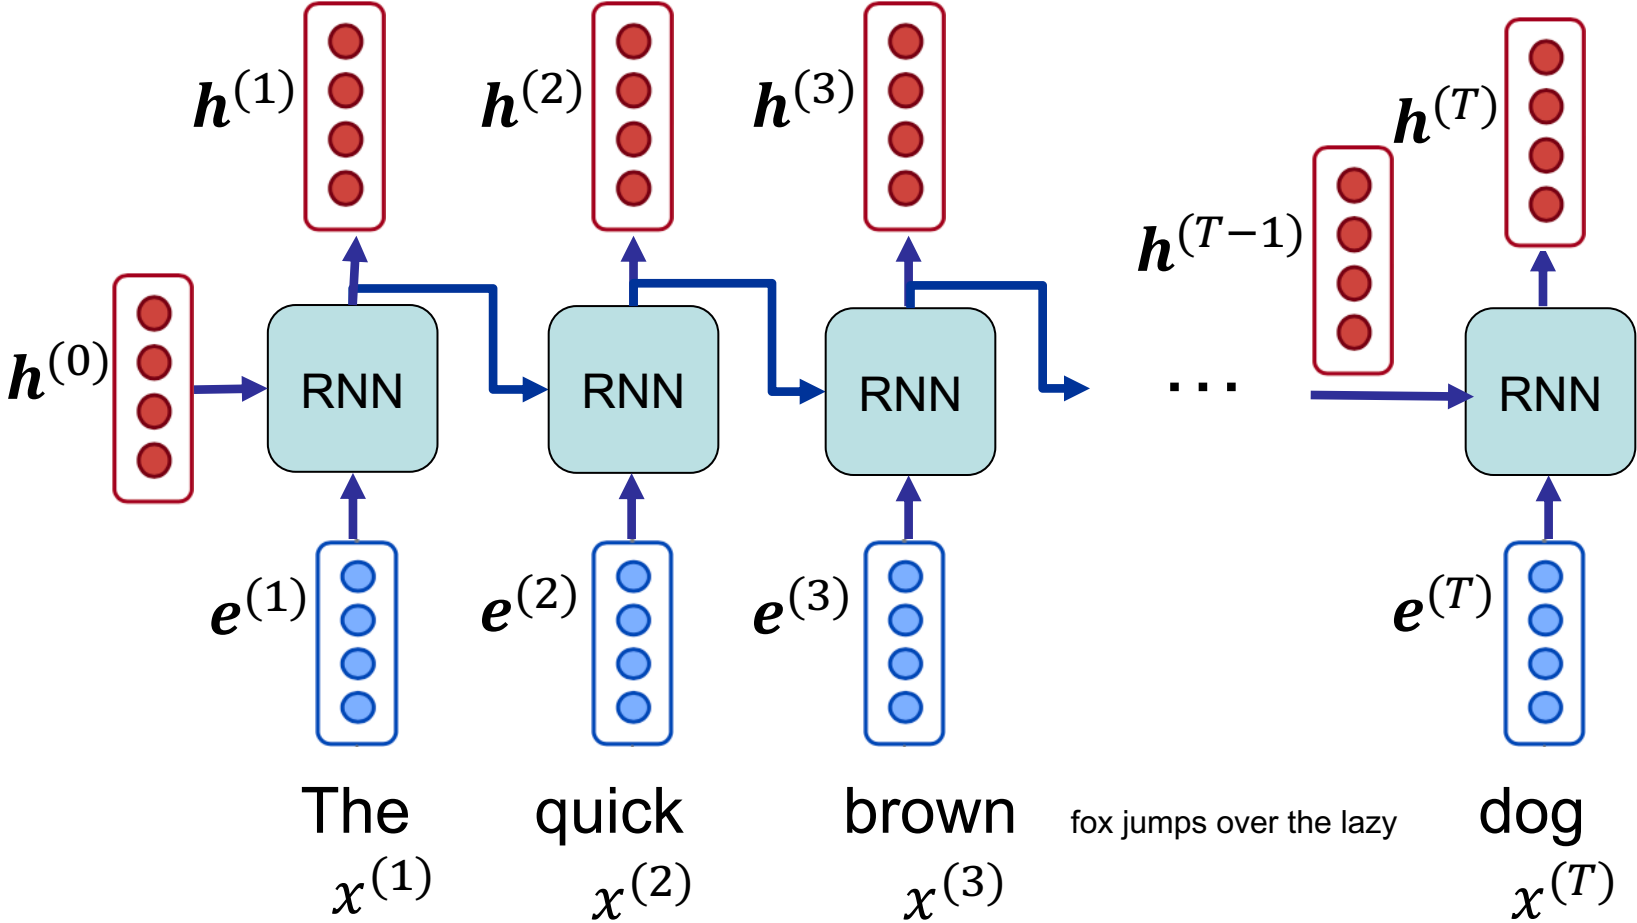 h^(1) h^(2) h^(3) h^(T)
h^(T−1)
h^(0) RNN RNN RNN ... RNN
e^(1) e^(2) e^(3) e^(T)
The quick brown fox jumps over the lazy dog
x^(1) x^(2) x^(3) x^(T)